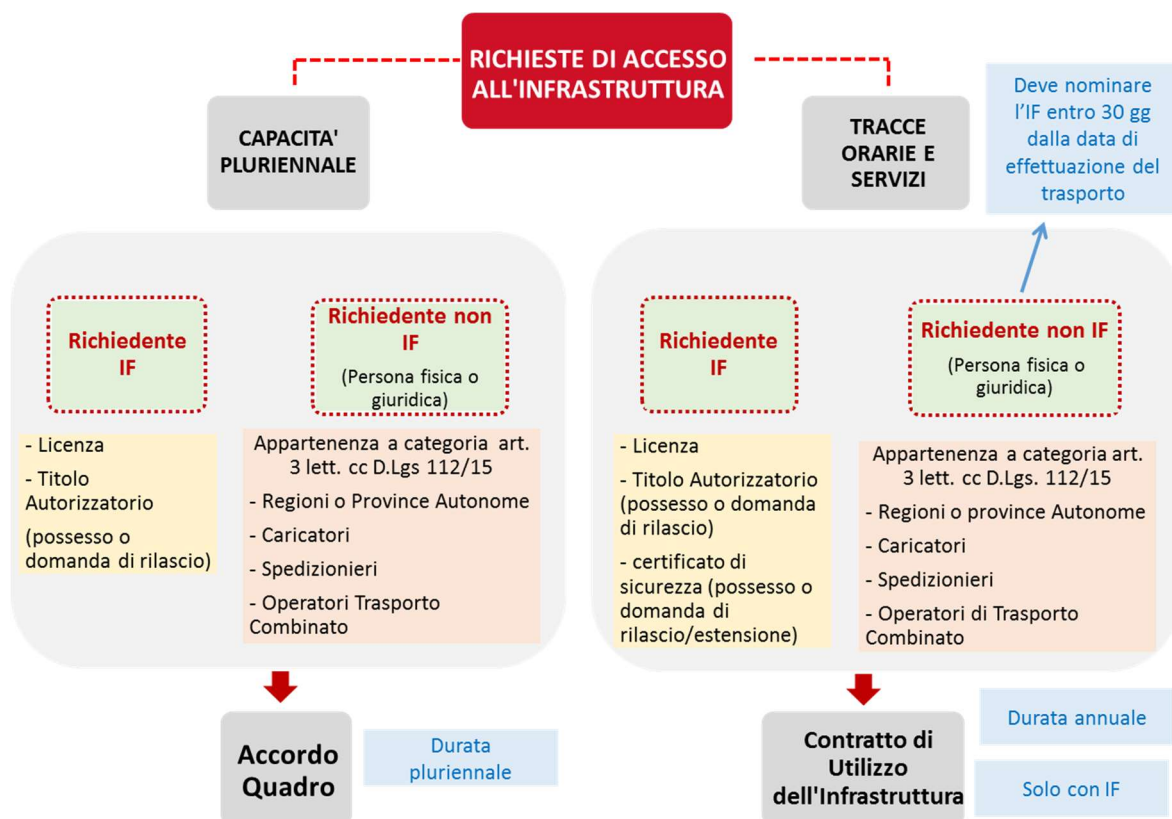 RICHIESTE DI ACCESSO
ALL'INFRASTRUTTURA
CAPACITA'
PLURIENNALE
TRACCE
ORARIE E
SERVIZI
Deve nominare
l'IF entro 30 gg
dalla data di
effettuazione del
trasporto
Richiedente
IF
Richiedente non
IF
(Persona fisica o
giuridica)
- Licenza
- Titolo
Autorizzatorio
(possesso o
domanda di rilascio)
Appartenenza a categoria art.
3 lett. cc D.Lgs 112/15
- Regioni o Province Autonome
- Caricatori
- Spedizionieri
- Operatori Trasporto
Combinato
Richiedente
IF
Richiedente non IF
(Persona fisica o
giuridica)
- Licenza
- Titolo Autorizzatorio
(possesso o domanda
di rilascio)
- certificato di
sicurezza (possesso o
domanda di
rilascio/estensione)
Appartenenza a categoria art.
3 lett. cc D.Lgs. 112/15
- Regioni o province Autonome
- Caricatori
- Spedizionieri
- Operatori di Trasporto
Combinato
Accordo
Quadro
Durata
pluriennale
Contratto di
Utilizzo
dell'Infrastruttura
Durata annuale
Solo con IF